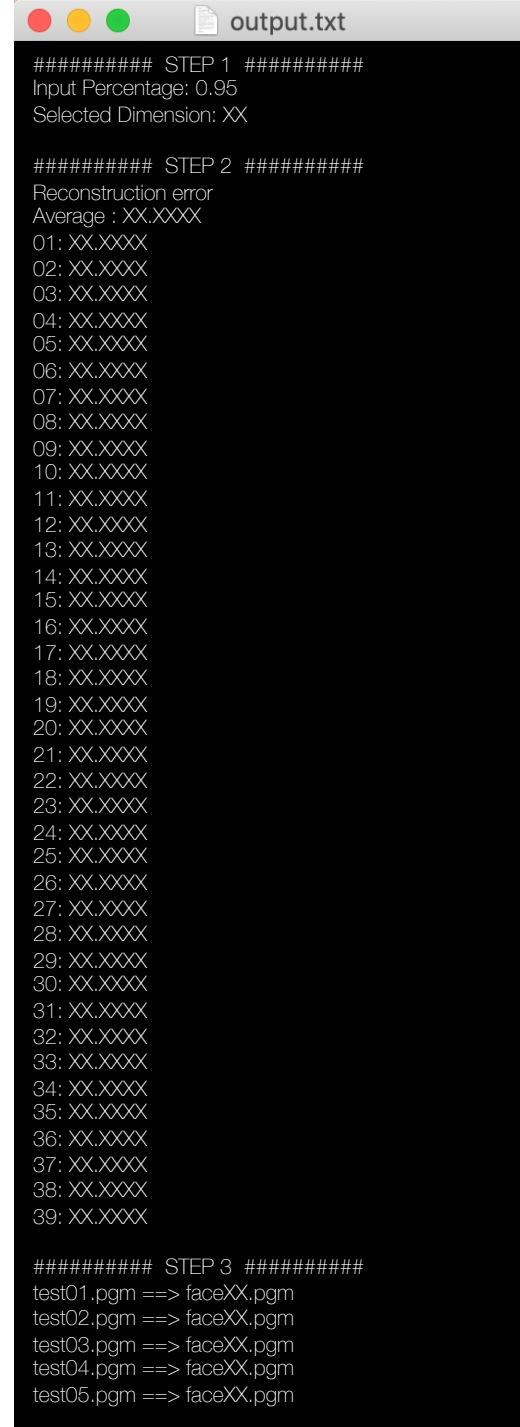 output.txt
########## STEP 1 ##########
Input Percentage: 0.95
Selected Dimension: XX
########## STEP 2 ##########
Reconstruction error
Average : XX.XXXX
01: XX.XXXX
02: XX.XXXX
03: XX.XXXX
04: XX.XXXX
05: XX.XXXX
06: XX.XXXX
07: XX.XXXX
08: XX.XXXX
09: XX.XXXX
10: XX.XXXX
11: XX.XXXX
12: XX.XXXX
13: XX.XXXX
14: XX.XXXX
15: XX.XXXX
16: XX.XXXX
17: XX.XXXX
18: XX.XXXX
19: XX.XXXX
20: XX.XXXX
21: XX.XXXX
22: XX.XXXX
23: XX.XXXX
24: XX.XXXX
25: XX.XXXX
26: XX.XXXX
27: XX.XXXX
28: XX.XXXX
29: XX.XXXX
30: XX.XXXX
31: XX.XXXX
32: XX.XXXX
33: XX.XXXX
34: XX.XXXX
35: XX.XXXX
36: XX.XXXX
37: XX.XXXX
38: XX.XXXX
39: XX.XXXX
########## STEP 3 ##########
test01.pgm ==> faceXX.pgm
test02.pgm ==> faceXX.pgm
test03.pgm ==> faceXX.pgm
test04.pgm ==> faceXX.pgm
test05.pgm ==> faceXX.pgm